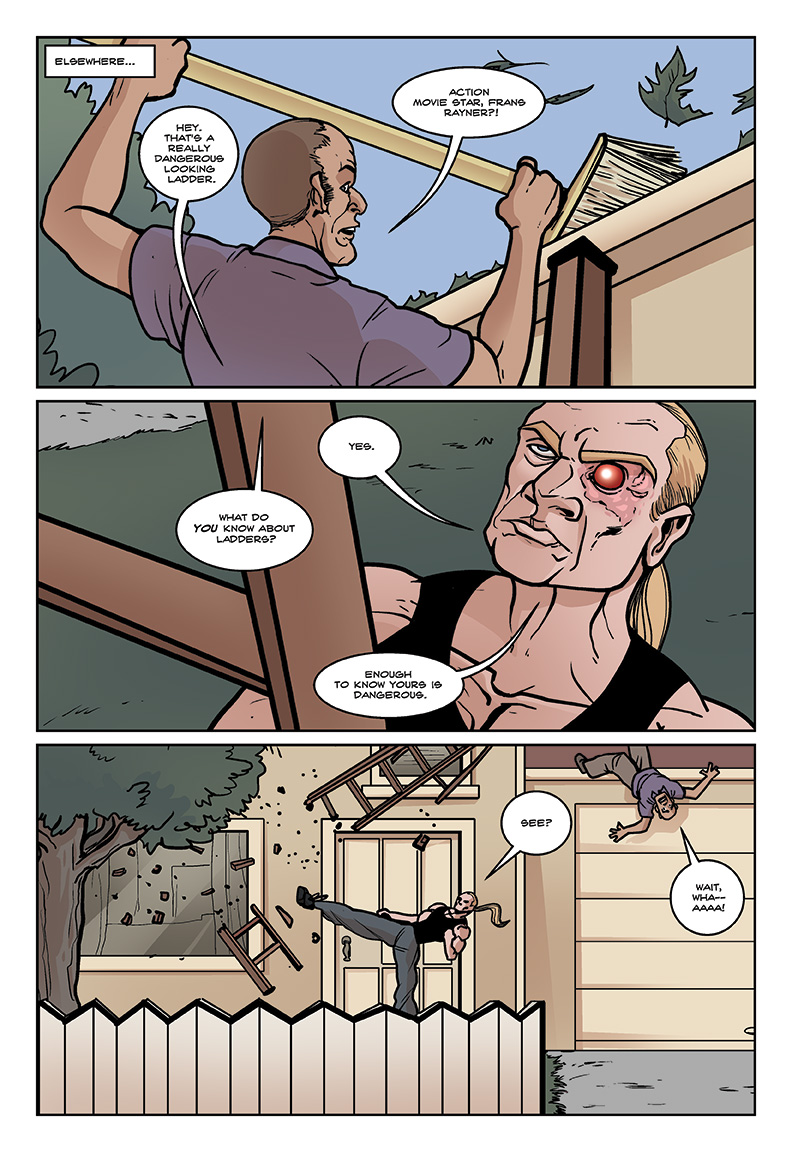 ELSEWHERE...
HEY.
THAT'S A
REALLY
DANGEROUS
LOOKING
LADDER.
ACTION
MOVIE STAR, FRANS
RAYNER?!
WHAT DO
YOU KNOW ABOUT
LADDERS?
YES.
ENOUGH
TO KNOW YOURS IS
DANGEROUS.
SEE?
WAIT,
WHA--
AAAA!